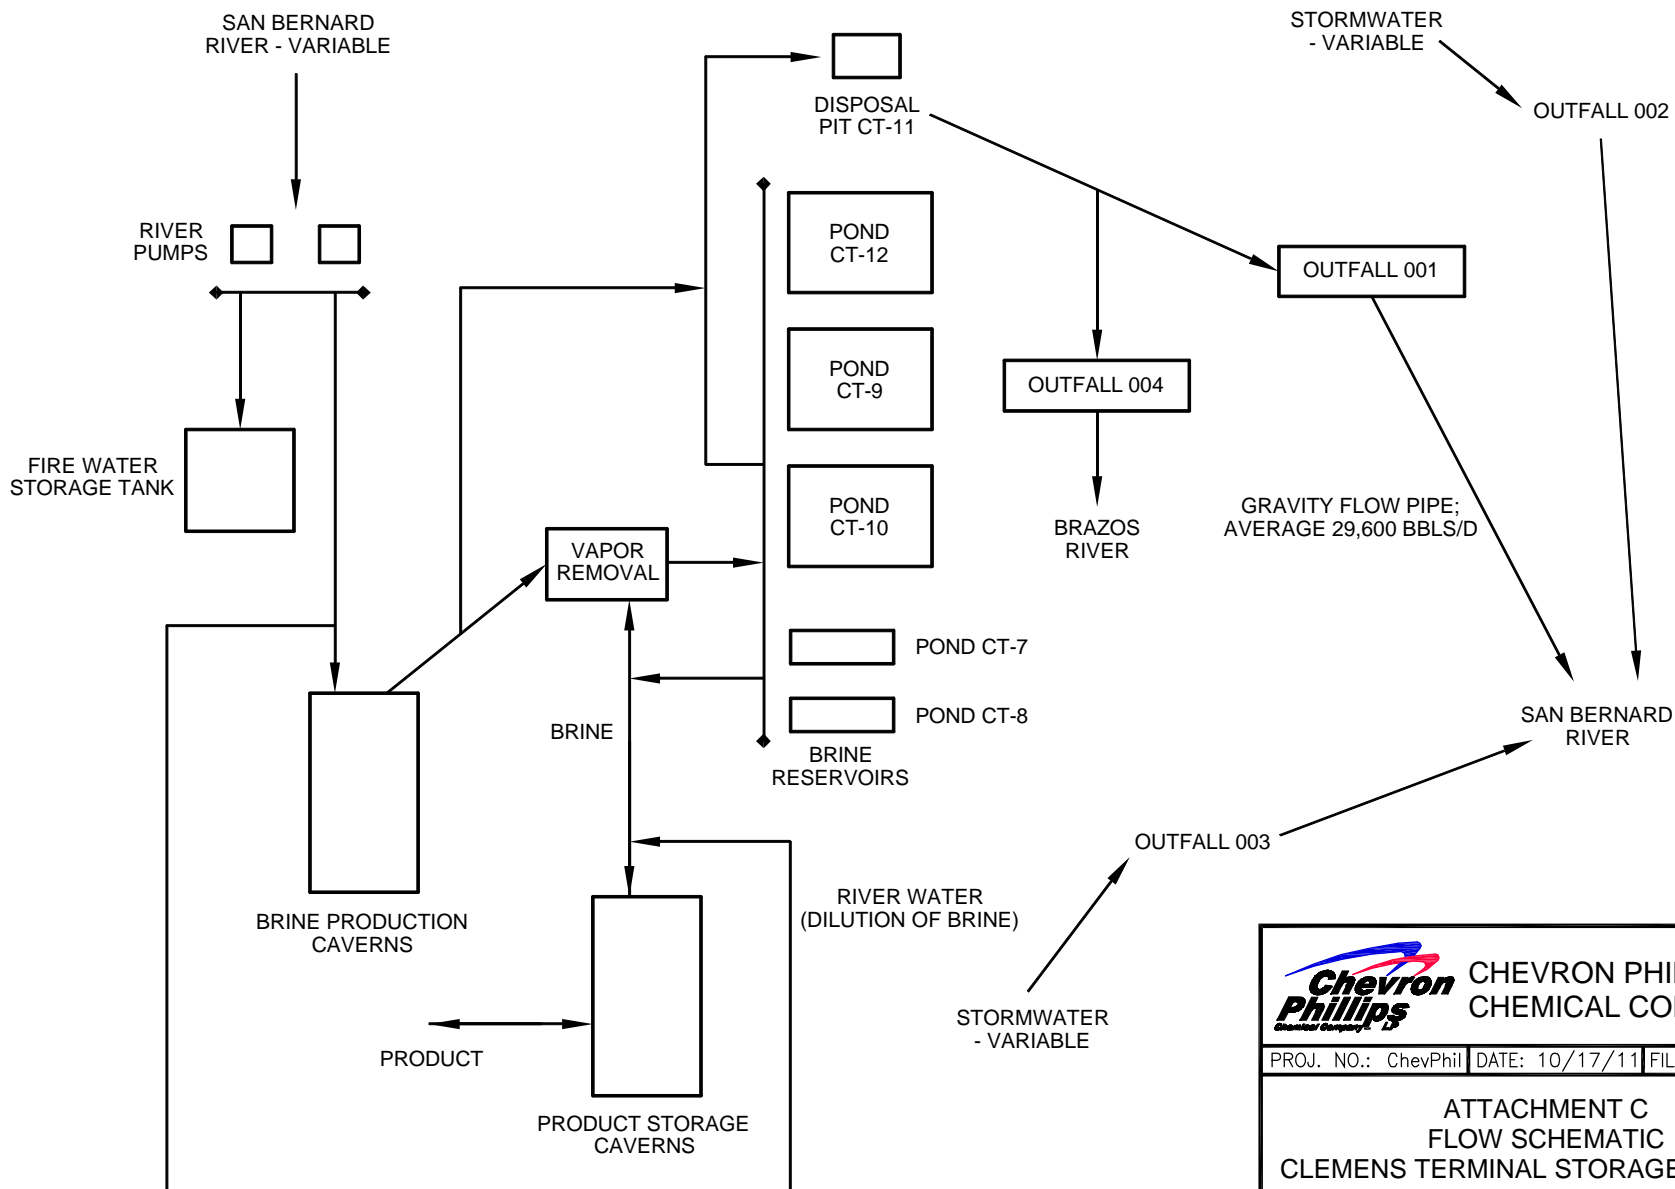 SAN BERNARD
RIVER - VARIABLE
STORMWATER
- VARIABLE
OUTFALL 002
DISPOSAL
PIT CT-11
RIVER
PUMPS
POND
CT-12
OUTFALL 001
POND
CT-9
OUTFALL 004
FIRE WATER
STORAGE TANK
POND
CT-10
VAPOR
REMOVAL
BRAZOS
RIVER
GRAVITY FLOW PIPE;
AVERAGE 29,600 BBLS/D
POND CT-7
POND CT-8
BRINE
BRINE
RESERVOIRS
SAN BERNARD
RIVER
OUTFALL 003
RIVER WATER
(DILUTION OF BRINE)
BRINE PRODUCTION
CAVERNS
STORMWATER
- VARIABLE
PRODUCT
PRODUCT STORAGE
CAVERNS
Chevron
Phillips
Chemical Company LP
CHEVRON PHI
CHEMICAL CO
PROJ. NO.: ChevPhil
DATE: 10/17/11
FIL
ATTACHMENT C
FLOW SCHEMATIC
CLEMENS TERMINAL STORAGE